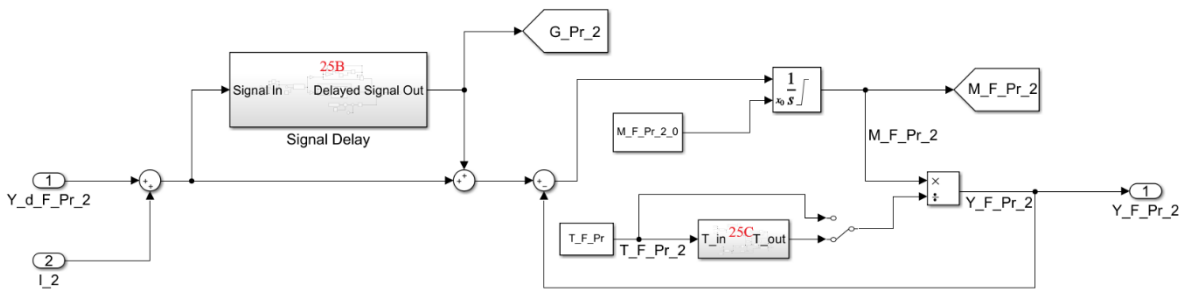 G_Pr_2
25B
Signal In
Delayed Signal Out
Signal Delay
1
s
x₀
M_F_Pr_2
M_F_Pr_2_0
M_F_Pr_2
1
Y_d_F_Pr_2
+
+
+
+
+
−
×
÷
Y_F_Pr_2
1
Y_F_Pr_2
T_F_Pr
T_F_Pr_2
T_in
25C
T_out
2
I_2